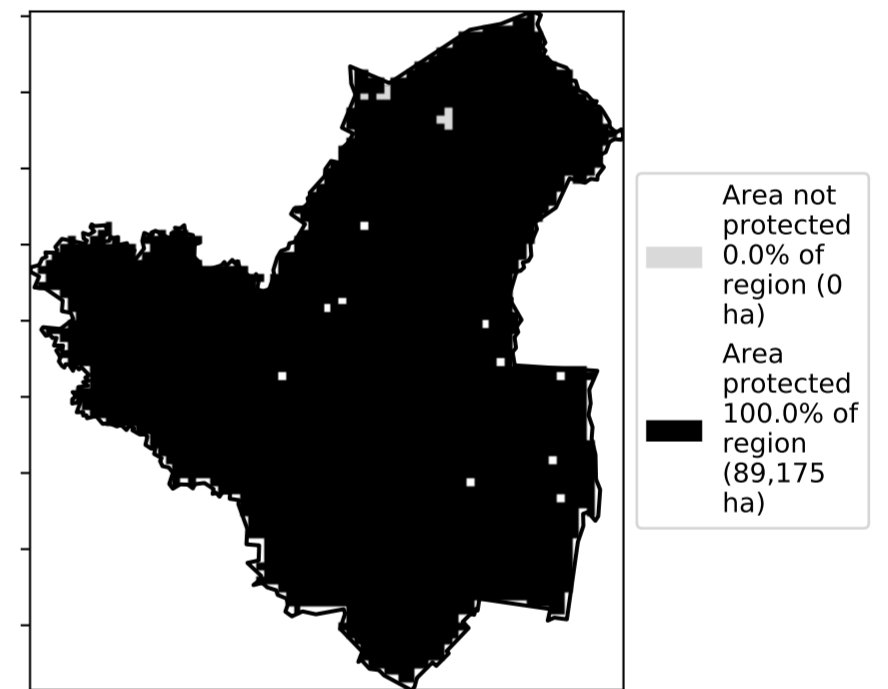 Area not
protected
0.0% of
region (0
ha)
Area
protected
100.0% of
region
(89,175
ha)